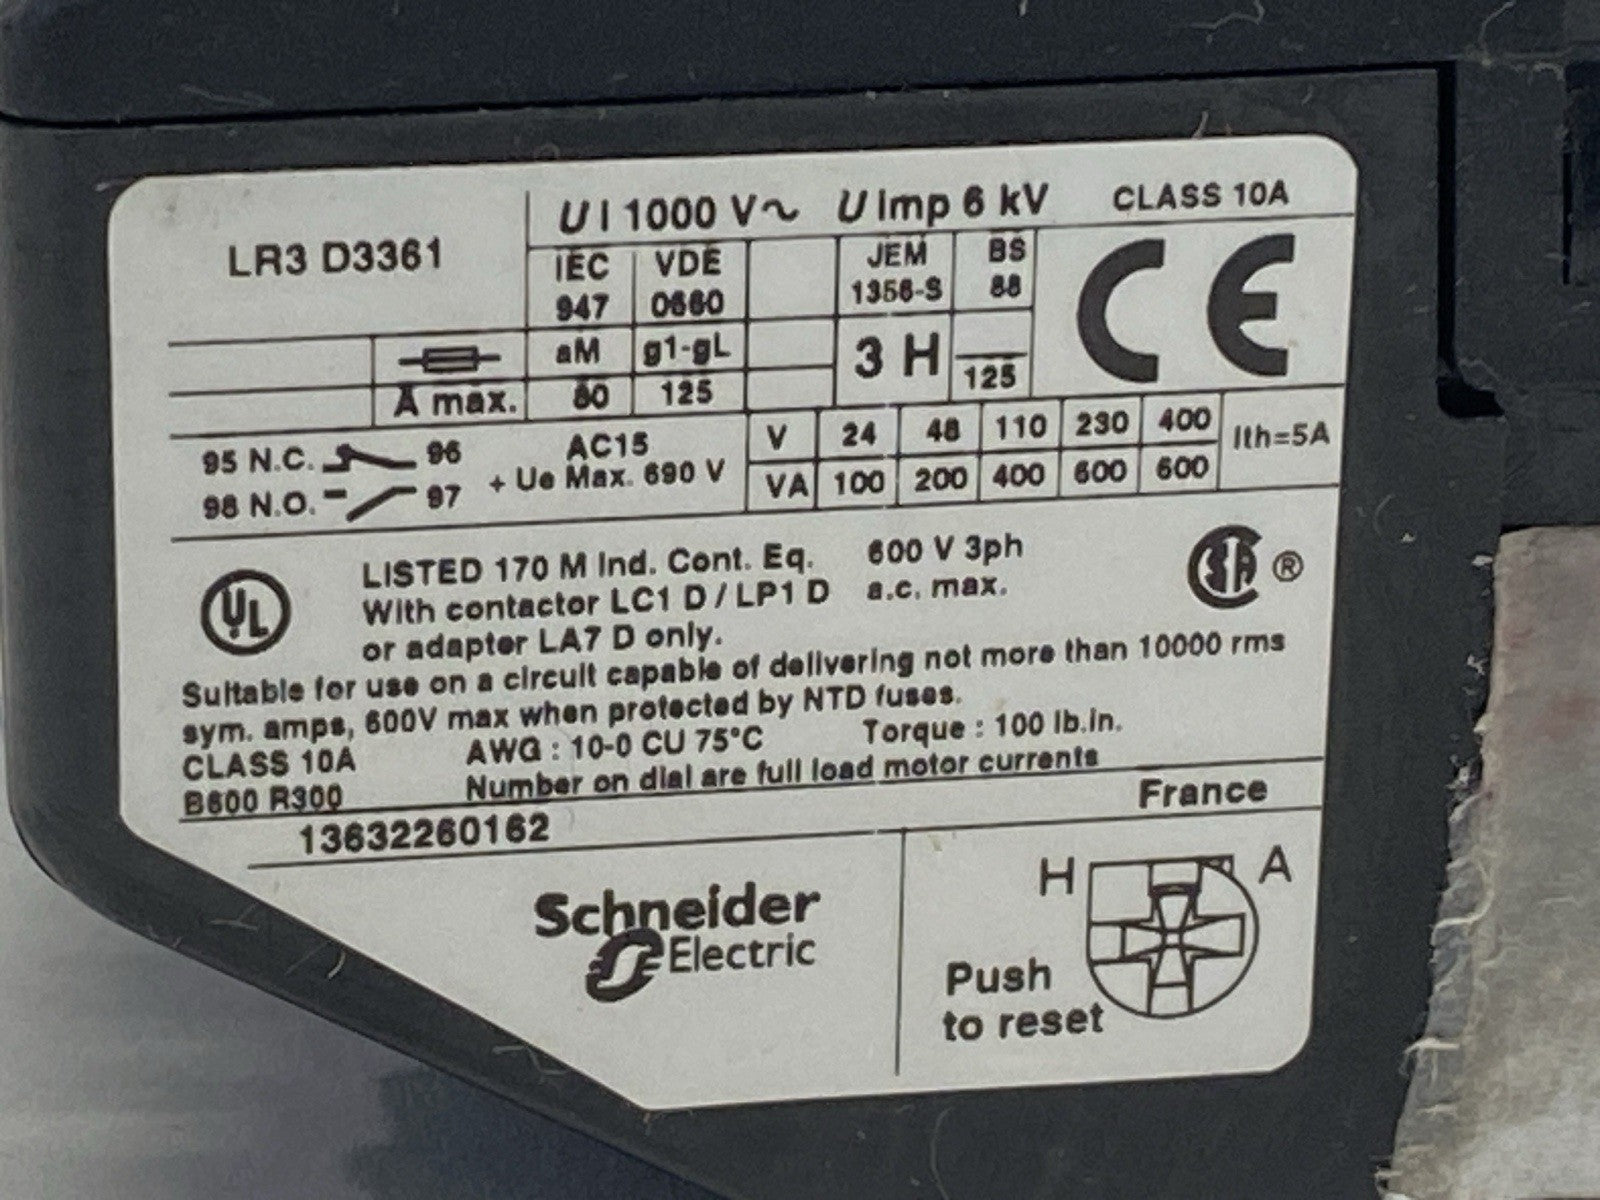 LR3 D3361
U I 1000 V~ U imp 6 kV CLASS 10A
IEC 947 VDE 0660 JEM 1356-S BS 88
aM g1-gL 3 H
A max. 80 125 125
CE
95 N.C. 96 AC15 V 24 48 110 230 400 Ith=5A
98 N.O. 97 + Ue Max. 690 V VA 100 200 400 600 600
UL
LISTED 170 M Ind. Cont. Eq. 600 V 3ph
With contactor LC1 D / LP1 D a.c. max.
or adapter LA7 D only.
SA ®
Suitable for use on a circuit capable of delivering not more than 10000 rms
sym. amps, 600V max when protected by NTD fuses.
CLASS 10A AWG : 10-0 CU 75°C Torque : 100 lb.in.
B600 R300 Number on dial are full load motor currents
13632260162 France
Schneider
Electric
H A
Push
to reset